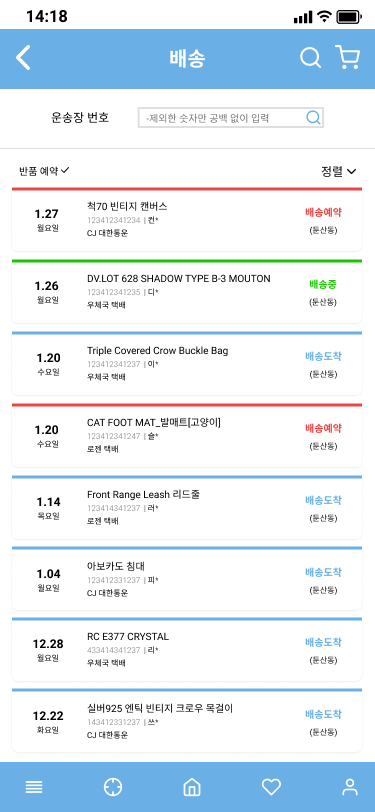 14:18
배송
운송장 번호
-제외한 숫자만 공백 없이 입력
반품 예약
정렬
1.27
월요일
척70 빈티지 캔버스
123412341234 | 컨*
CJ 대한통운
배송예약
(둔산동)
1.26
월요일
DV.LOT 628 SHADOW TYPE B-3 MOUTON
123412341235 | 디*
우체국 택배
배송중
(둔산동)
1.20
수요일
Triple Covered Crow Buckle Bag
123412341237 | 이*
우체국 택배
배송도착
(둔산동)
1.20
수요일
CAT FOOT MAT_발매트[고양이]
123412341247 | 슬*
로젠 택배
배송예약
(둔산동)
1.14
목요일
Front Range Leash 리드줄
123414341237 | 러*
로젠 택배
배송도착
(둔산동)
1.04
월요일
아보카도 침대
123412331237 | 피*
CJ 대한통운
배송도착
(둔산동)
12.28
월요일
RC E377 CRYSTAL
433414341237 | 리*
우체국 택배
배송도착
(둔산동)
12.22
화요일
실버925 엔틱 빈티지 크로우 목걸이
143412331237 | 쓰*
CJ 대한통운
배송도착
(둔산동)